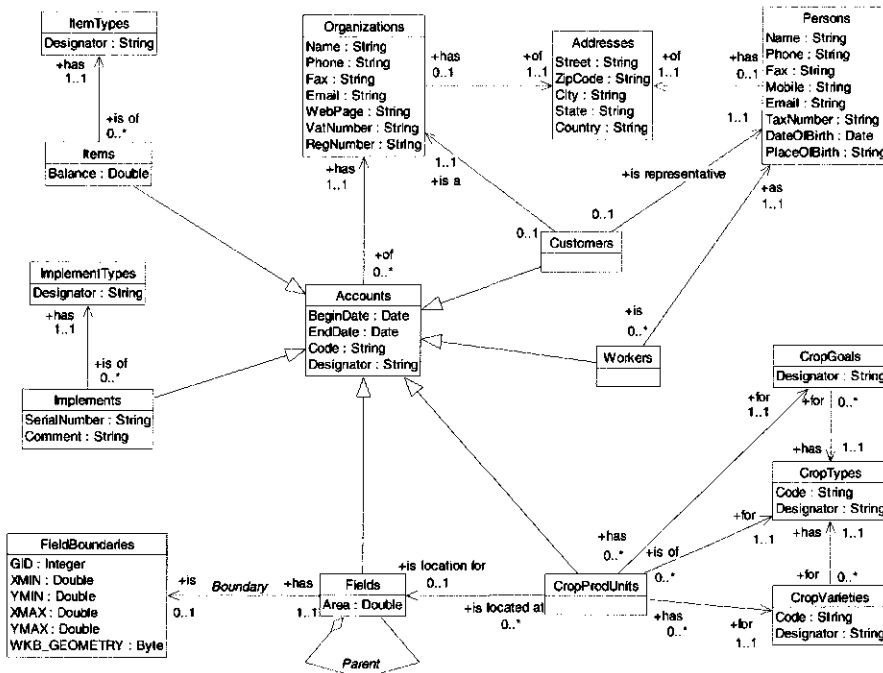 ItemTypes
Designator : String
+has
1..1
+is of
0..*
Items
Balance : Double
Organizations
Name : String
Phone : String
Fax : String
Email : String
WebPage : String
VatNumber : String
RegNumber : String
+has
0..1
+of
1..1
Addresses
Street : String
ZipCode : String
City : String
State : String
Country : String
+of
1..1
+has
0..1
Persons
Name : String
Phone : String
Fax : String
Mobile : String
Email : String
TaxNumber : String
DateOfBirth : Date
PlaceOfBirth : String
1..1
+has
1..1
1..1
+is a
+is representative
+as
1..1
0..1
0..1
Customers
+of
0..*
ImplementTypes
Designator : String
+has
1..1
+is of
0..*
Implements
SerialNumber : String
Comment : String
Accounts
BeginDate : Date
EndDate : Date
Code : String
Designator : String
+is
0..*
Workers
CropGoals
Designator : String
+for
1..1
+for
0..*
+has
1..1
CropTypes
Code : String
Designator : String
+for
1..1
+has
1..1
+for
0..*
CropVarieties
Code : String
Designator : String
FieldBoundaries
GID : Integer
XMIN : Double
YMIN : Double
XMAX : Double
YMAX : Double
WKB_GEOMETRY : Byte
+is
0..1
Boundary
+has
1..1
Fields
Area : Double
Parent
+is location for
0..1
+is located at
0..*
+has
0..*
+is of
0..*
CropProdUnits
+has
0..*
+for
1..1